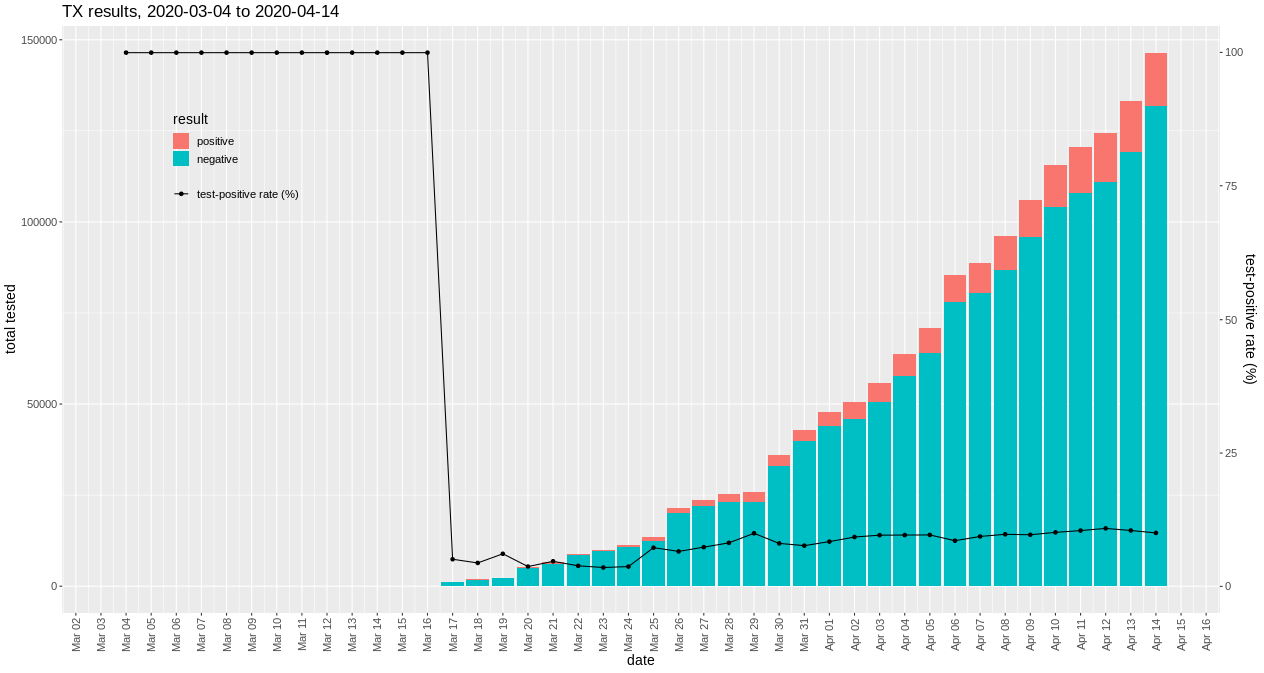 TX results, 2020-03-04 to 2020-04-14
total tested
150000
100000
50000
0
result
positive
negative
test-positive rate (%)
100
75
50
25
0
test-positive rate (%)
Mar 02
Mar 03
Mar 04
Mar 05
Mar 06
Mar 07
Mar 08
Mar 09
Mar 10
Mar 11
Mar 12
Mar 13
Mar 14
Mar 15
Mar 16
Mar 17
Mar 18
Mar 19
Mar 20
Mar 21
Mar 22
Mar 23
Mar 24
Mar 25
Mar 26
Mar 27
Mar 28
Mar 29
Mar 30
Mar 31
Apr 01
Apr 02
Apr 03
Apr 04
Apr 05
Apr 06
Apr 07
Apr 08
Apr 09
Apr 10
Apr 11
Apr 12
Apr 13
Apr 14
Apr 15
Apr 16
date